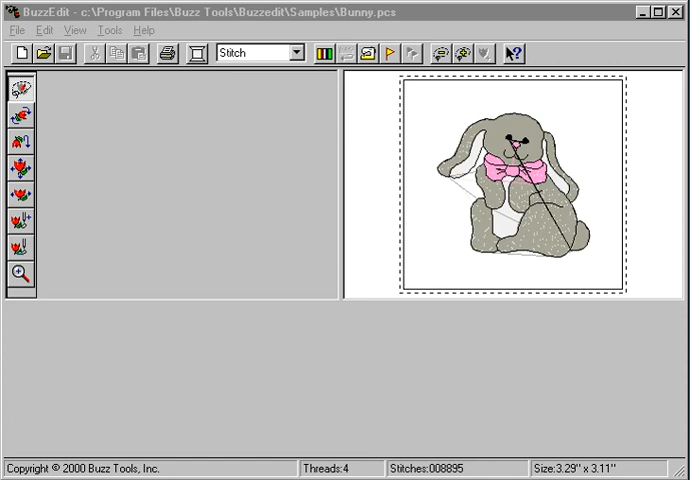 BuzzEdit - c:\Program Files\Buzz Tools\Buzzedit\Samples\Bunny.pcs
File Edit View Tools Help
Stitch
Copyright © 2000 Buzz Tools, Inc. Threads:4 Stitches:008895 Size:3.29" x 3.11"